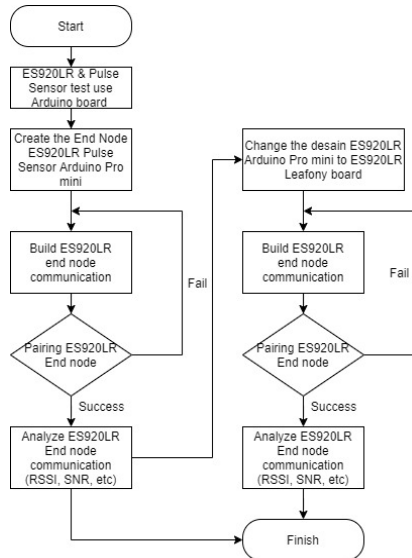 Start
ES920LR & Pulse
Sensor test use
Arduino board
Create the End Node
ES920LR Pulse
Sensor Arduino Pro
mini
Build ES920LR
end node
communication
Fail
Pairing ES920LR
End node
Success
Analyze ES920LR
End node
communication
(RSSI, SNR, etc)
Change the desain ES920LR
Arduino Pro mini to ES920LR
Leafony board
Build ES920LR
end node
communication
Fail
Pairing ES920LR
End node
Success
Analyze ES920LR
End node
communication
(RSSI, SNR, etc)
Finish